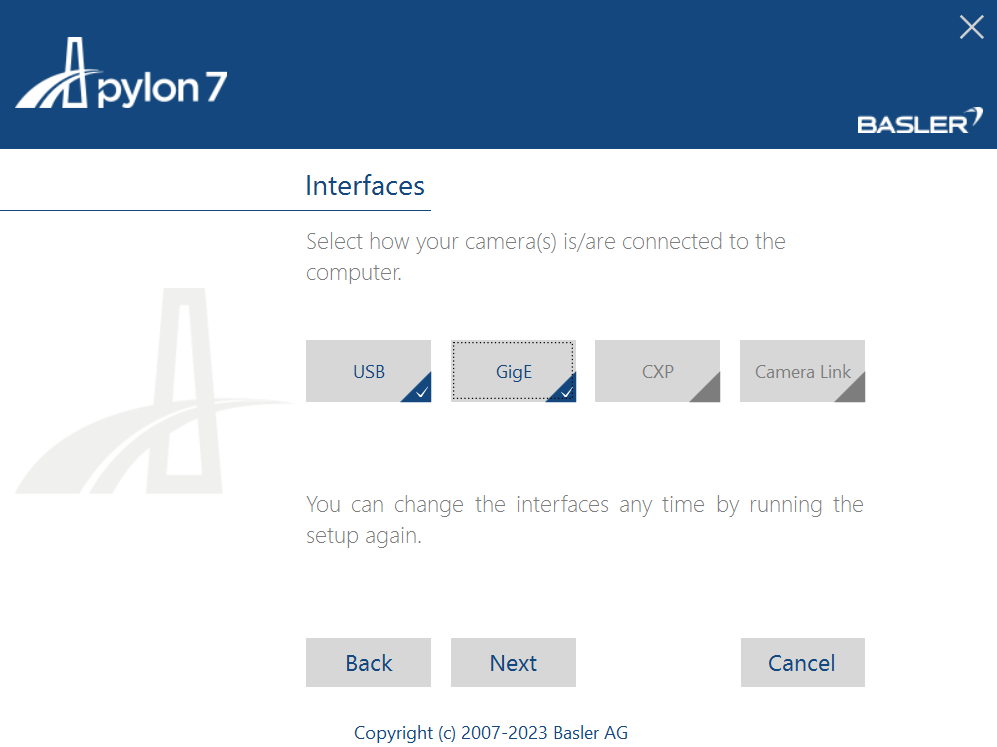 pylon 7
BASLER
Interfaces
Select how your camera(s) is/are connected to the
computer.
USB
GigE
CXP
Camera Link
You can change the interfaces any time by running the
setup again.
Back
Next
Cancel
Copyright (c) 2007-2023 Basler AG